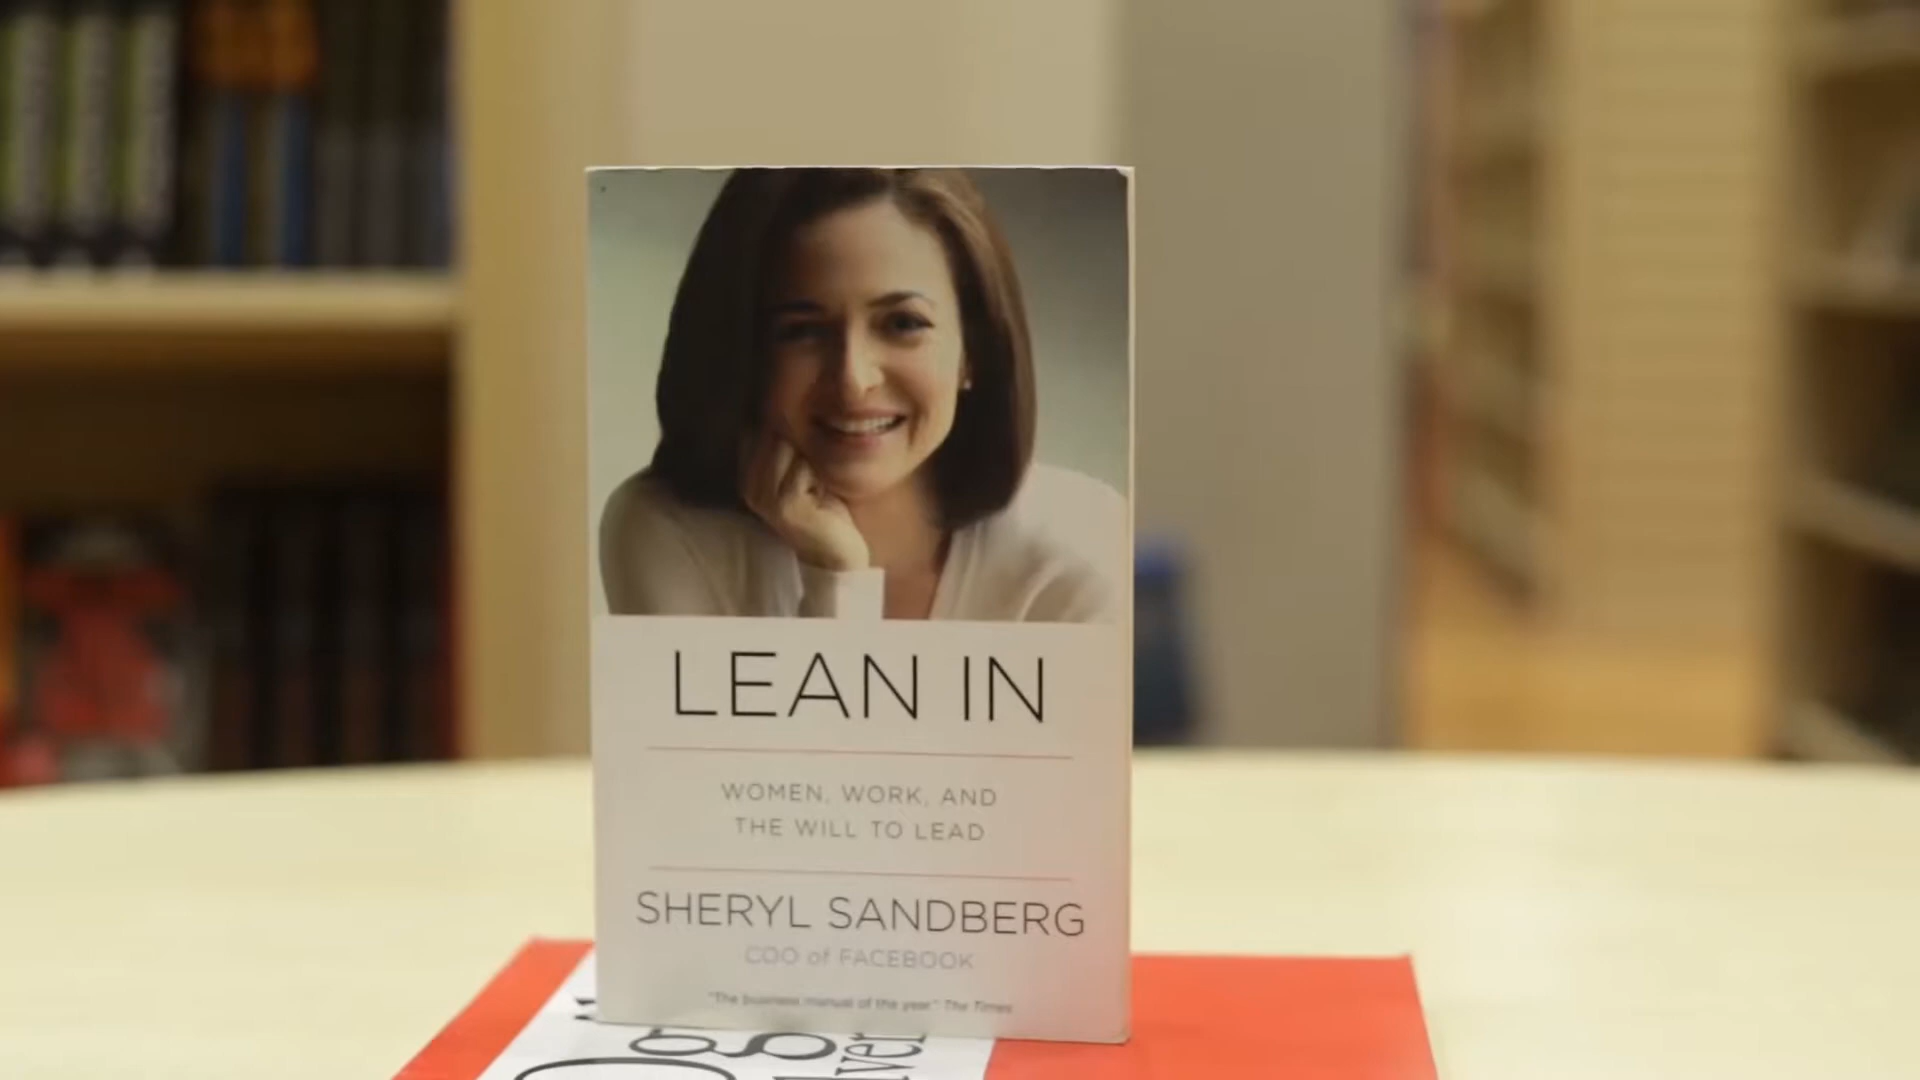 LEAN IN
WOMEN, WORK, AND
THE WILL TO LEAD
SHERYL SANDBERG
COO of FACEBOOK
"The business manual of the year" The Times